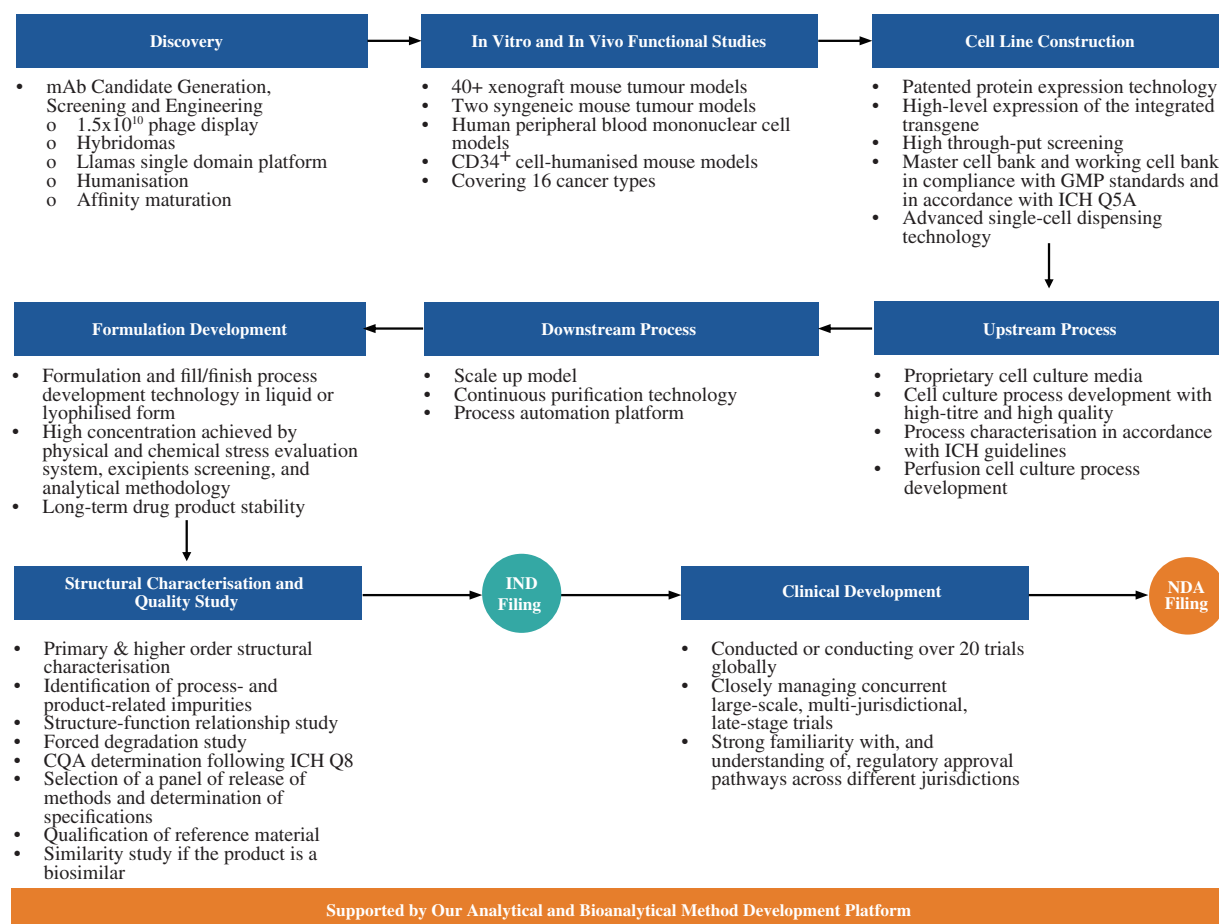 Discovery
• mAb Candidate Generation,
Screening and Engineering
o 1.5x10¹⁰ phage display
o Hybridomas
o Llamas single domain platform
o Humanisation
o Affinity maturation
In Vitro and In Vivo Functional Studies
• 40+ xenograft mouse tumour models
• Two syngeneic mouse tumour models
• Human peripheral blood mononuclear cell
models
• CD34⁺ cell-humanised mouse models
• Covering 16 cancer types
Cell Line Construction
• Patented protein expression technology
• High-level expression of the integrated
transgene
• High through-put screening
• Master cell bank and working cell bank
in compliance with GMP standards and
in accordance with ICH Q5A
• Advanced single-cell dispensing
technology
Formulation Development
• Formulation and fill/finish process
development technology in liquid or
lyophilised form
• High concentration achieved by
physical and chemical stress evaluation
system, excipients screening, and
analytical methodology
• Long-term drug product stability
Downstream Process
• Scale up model
• Continuous purification technology
• Process automation platform
Upstream Process
• Proprietary cell culture media
• Cell culture process development with
high-titre and high quality
• Process characterisation in accordance
with ICH guidelines
• Perfusion cell culture process
development
Structural Characterisation and
Quality Study
• Primary & higher order structural
characterisation
• Identification of process- and
product-related impurities
• Structure-function relationship study
• Forced degradation study
• CQA determination following ICH Q8
• Selection of a panel of release of
methods and determination of
specifications
• Qualification of reference material
• Similarity study if the product is a
biosimilar
IND
Filing
Clinical Development
• Conducted or conducting over 20 trials
globally
• Closely managing concurrent
large-scale, multi-jurisdictional,
late-stage trials
• Strong familiarity with, and
understanding of, regulatory approval
pathways across different jurisdictions
NDA
Filing
Supported by Our Analytical and Bioanalytical Method Development Platform